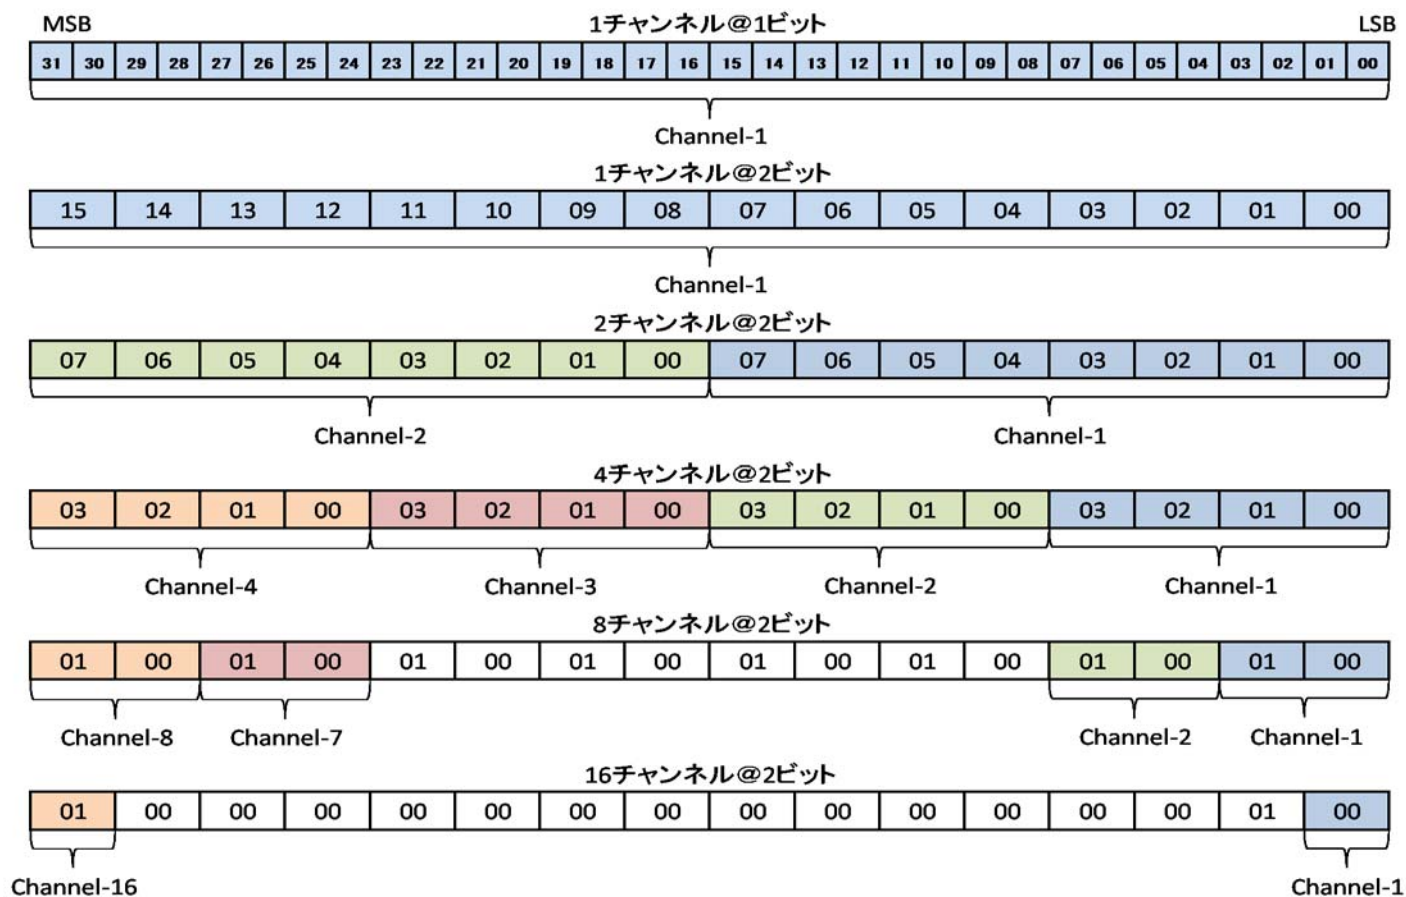 MSB 1チャンネル@1ビット LSB
31 30 29 28 27 26 25 24 23 22 21 20 19 18 17 16 15 14 13 12 11 10 09 08 07 06 05 04 03 02 01 00
Channel-1
1チャンネル@2ビット
15 14 13 12 11 10 09 08 07 06 05 04 03 02 01 00
Channel-1
2チャンネル@2ビット
07 06 05 04 03 02 01 00 07 06 05 04 03 02 01 00
Channel-2 Channel-1
4チャンネル@2ビット
03 02 01 00 03 02 01 00 03 02 01 00 03 02 01 00
Channel-4 Channel-3 Channel-2 Channel-1
8チャンネル@2ビット
01 00 01 00 01 00 01 00 01 00 01 00 01 00 01 00
Channel-8 Channel-7 Channel-2 Channel-1
16チャンネル@2ビット
01 00 00 00 00 00 00 00 00 00 00 00 00 00 01 00
Channel-16 Channel-1